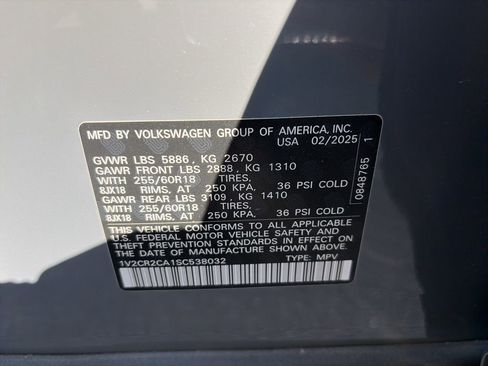 MFD BY VOLKSWAGEN GROUP OF AMERICA, INC.
USA 02/2025
GVWR LBS 5886, KG 2670
GAWR FRONT LBS 2888, KG 1310
WITH 255/60R18 TIRES,
8JX18 RIMS, AT 250 KPA, 36 PSI COLD
GAWR REAR LBS 3109, KG 1410
WITH 255/60R18 TIRES,
8JX18 RIMS, AT 250 KPA, 36 PSI COLD
THIS VEHICLE CONFORMS TO ALL APPLICABLE
U.S. FEDERAL MOTOR VEHICLE SAFETY AND
THEFT PREVENTION STANDARDS IN EFFECT ON
THE DATE OF MANUFACTURE SHOWN ABOVE.
1V2CR2CA1SC538032 TYPE: MPV
0848765 1